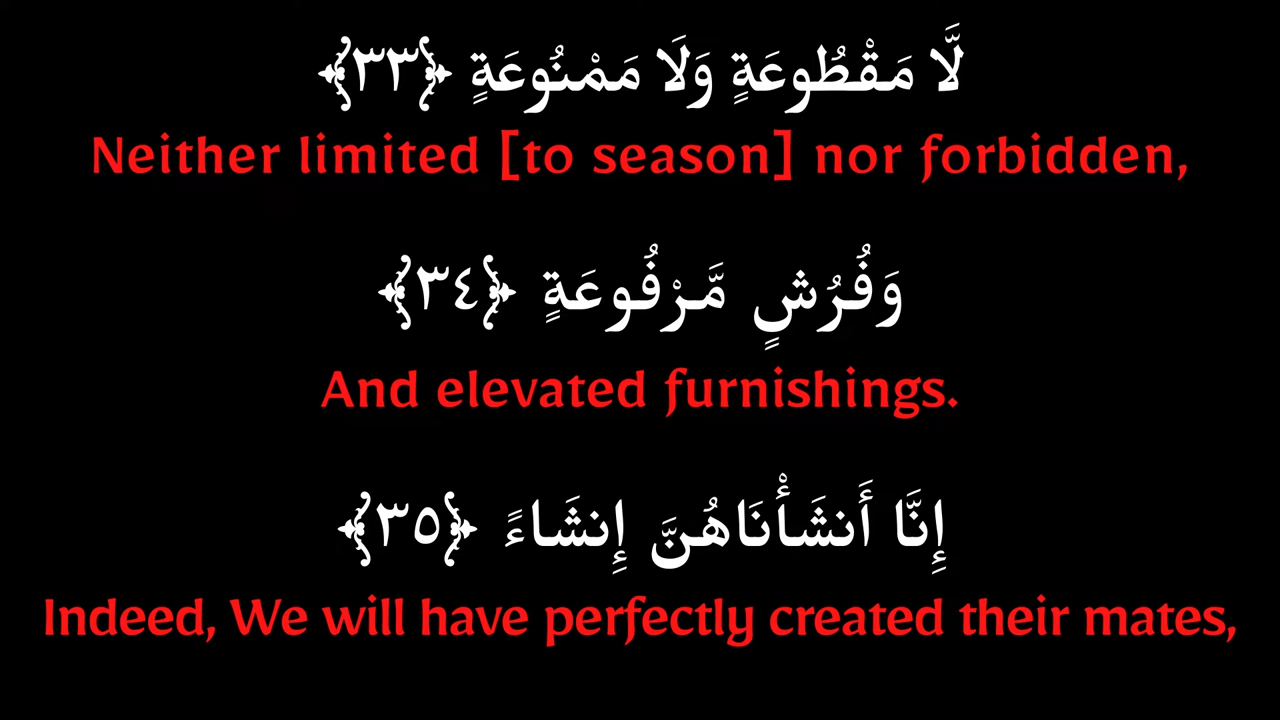 لَّا مَقْطُوعَةٍ وَلَا مَمْنُوعَةٍ ﴿٣٣﴾
Neither limited [to season] nor forbidden,
وَفُرُشٍ مَّرْفُوعَةٍ ﴿٣٤﴾
And elevated furnishings.
إِنَّا أَنشَأْنَاهُنَّ إِنشَاءً ﴿٣٥﴾
Indeed, We will have perfectly created their mates,